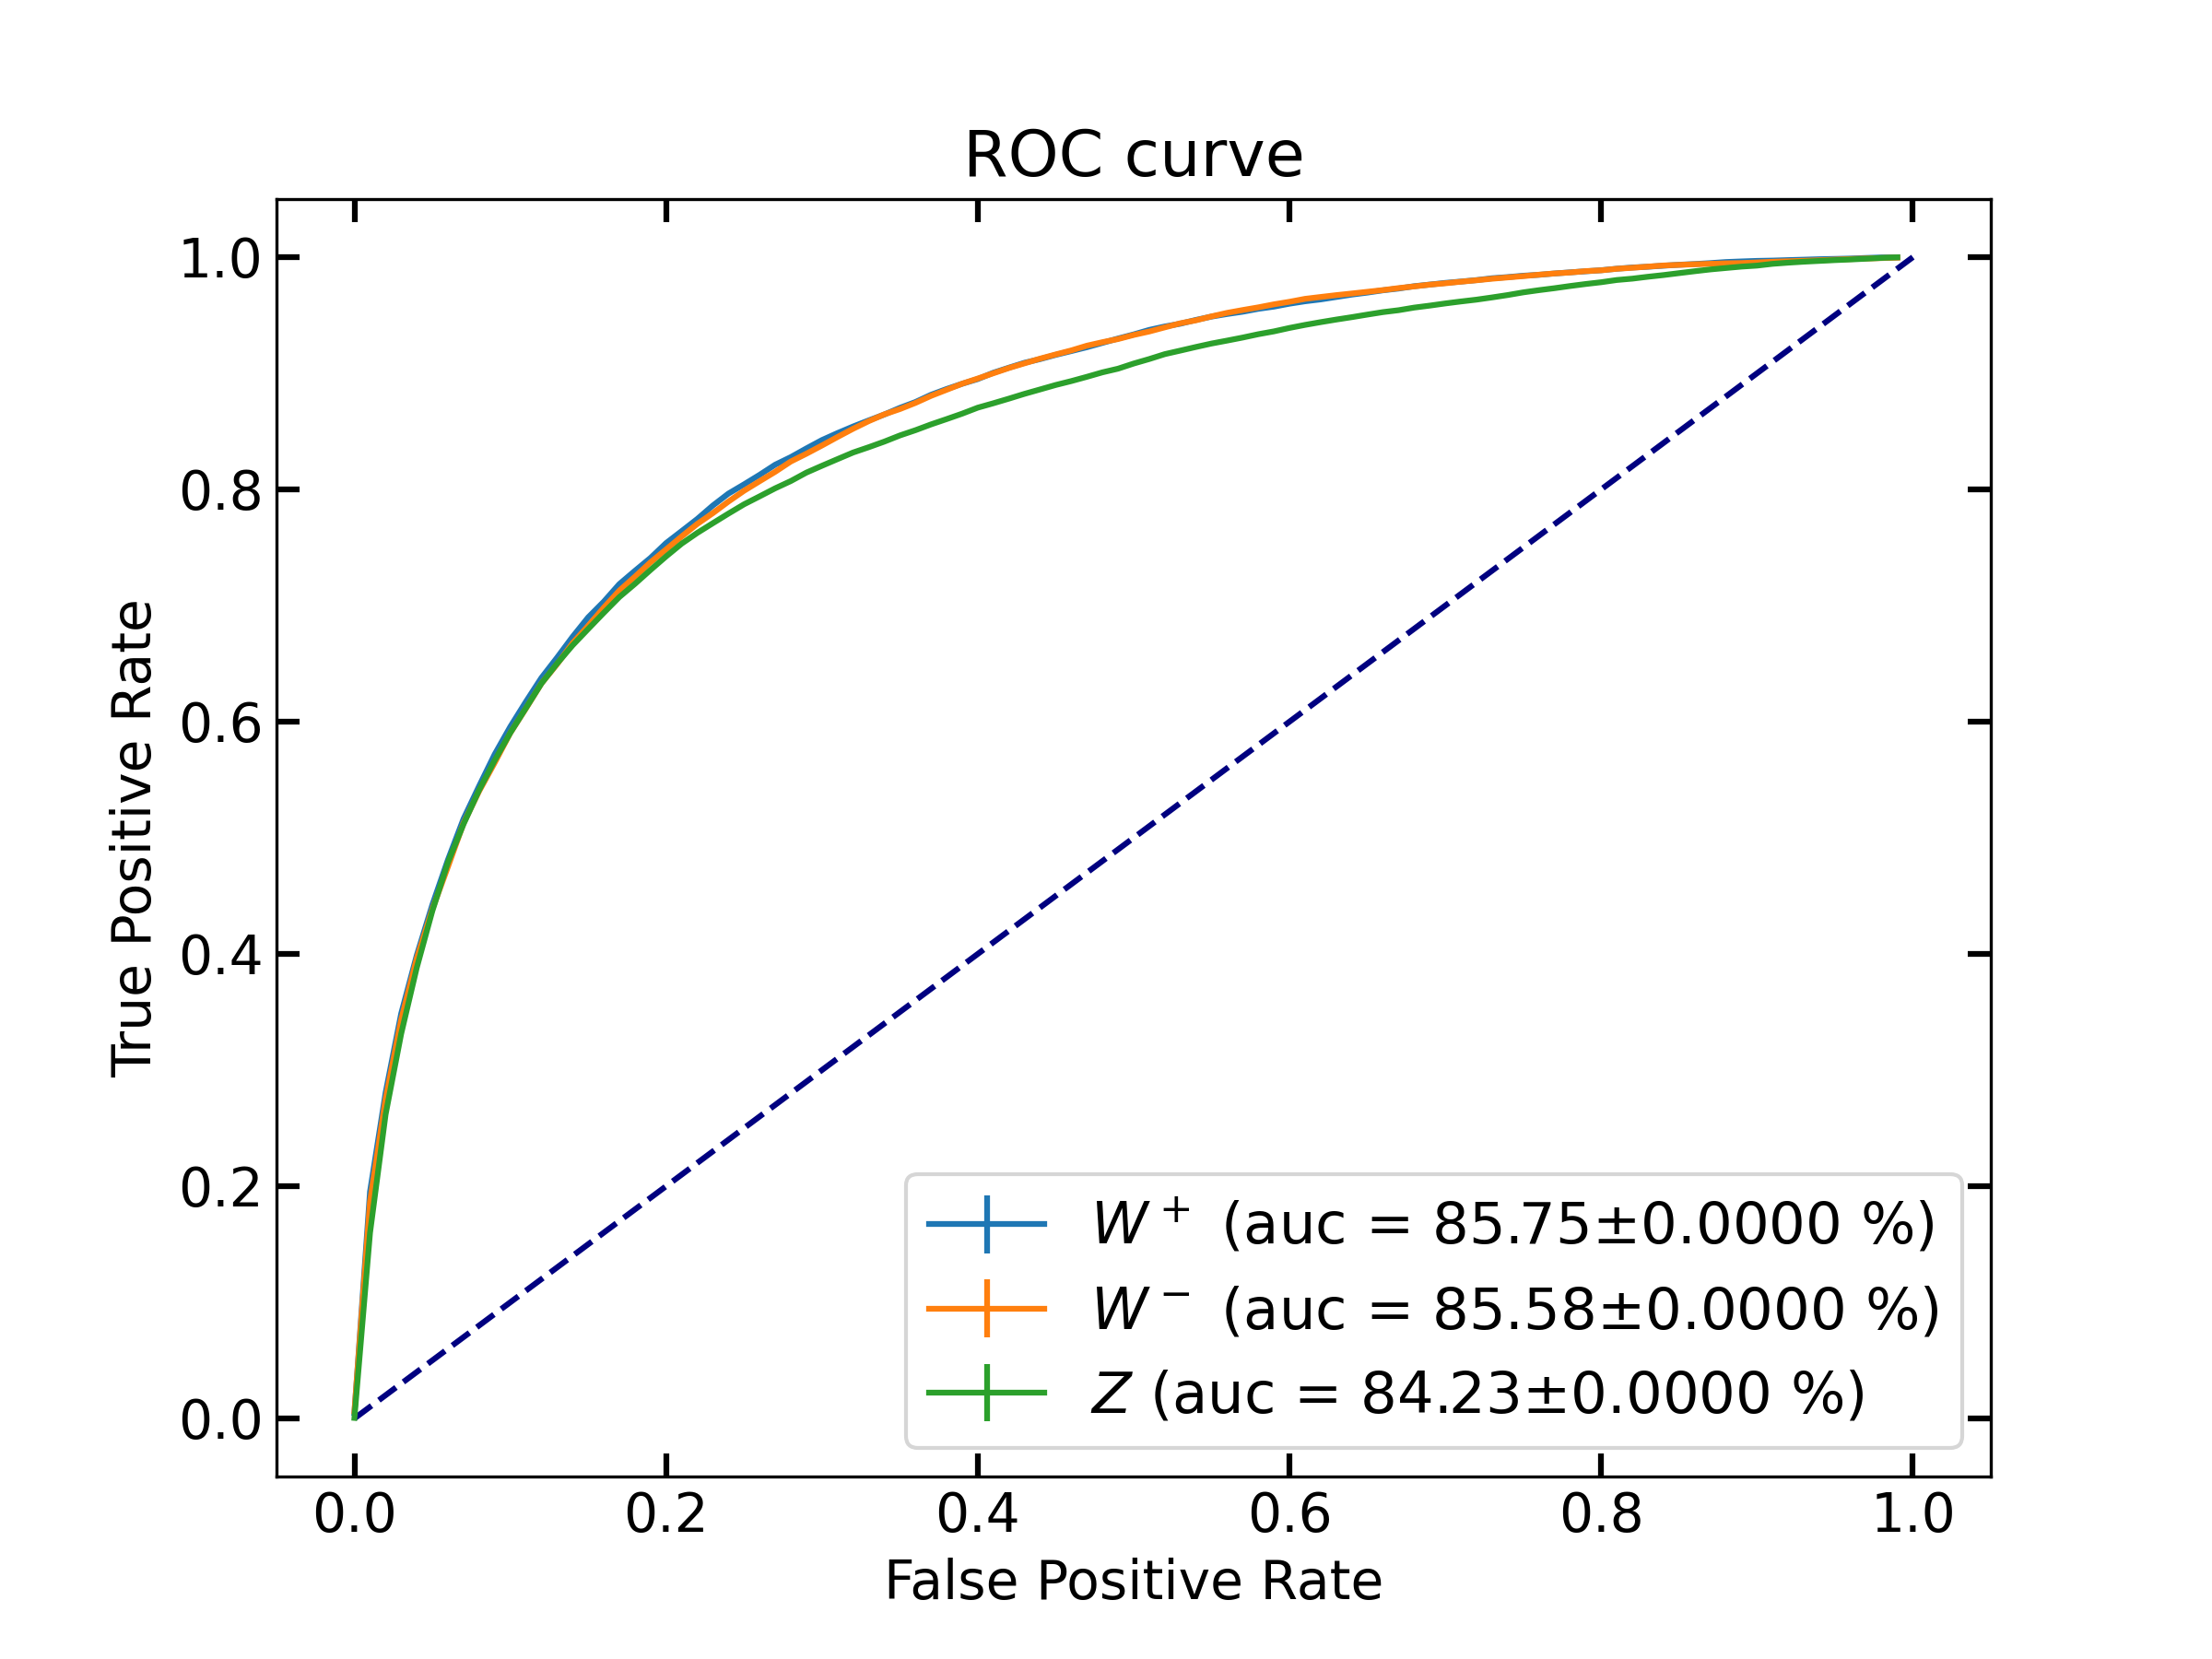 ROC curve
True Positive Rate
1.0
0.8
0.6
0.4
0.2
0.0
W⁺ (auc = 85.75±0.0000 %)
W⁻ (auc = 85.58±0.0000 %)
Z (auc = 84.23±0.0000 %)
0.0 0.2 0.4 0.6 0.8 1.0
False Positive Rate